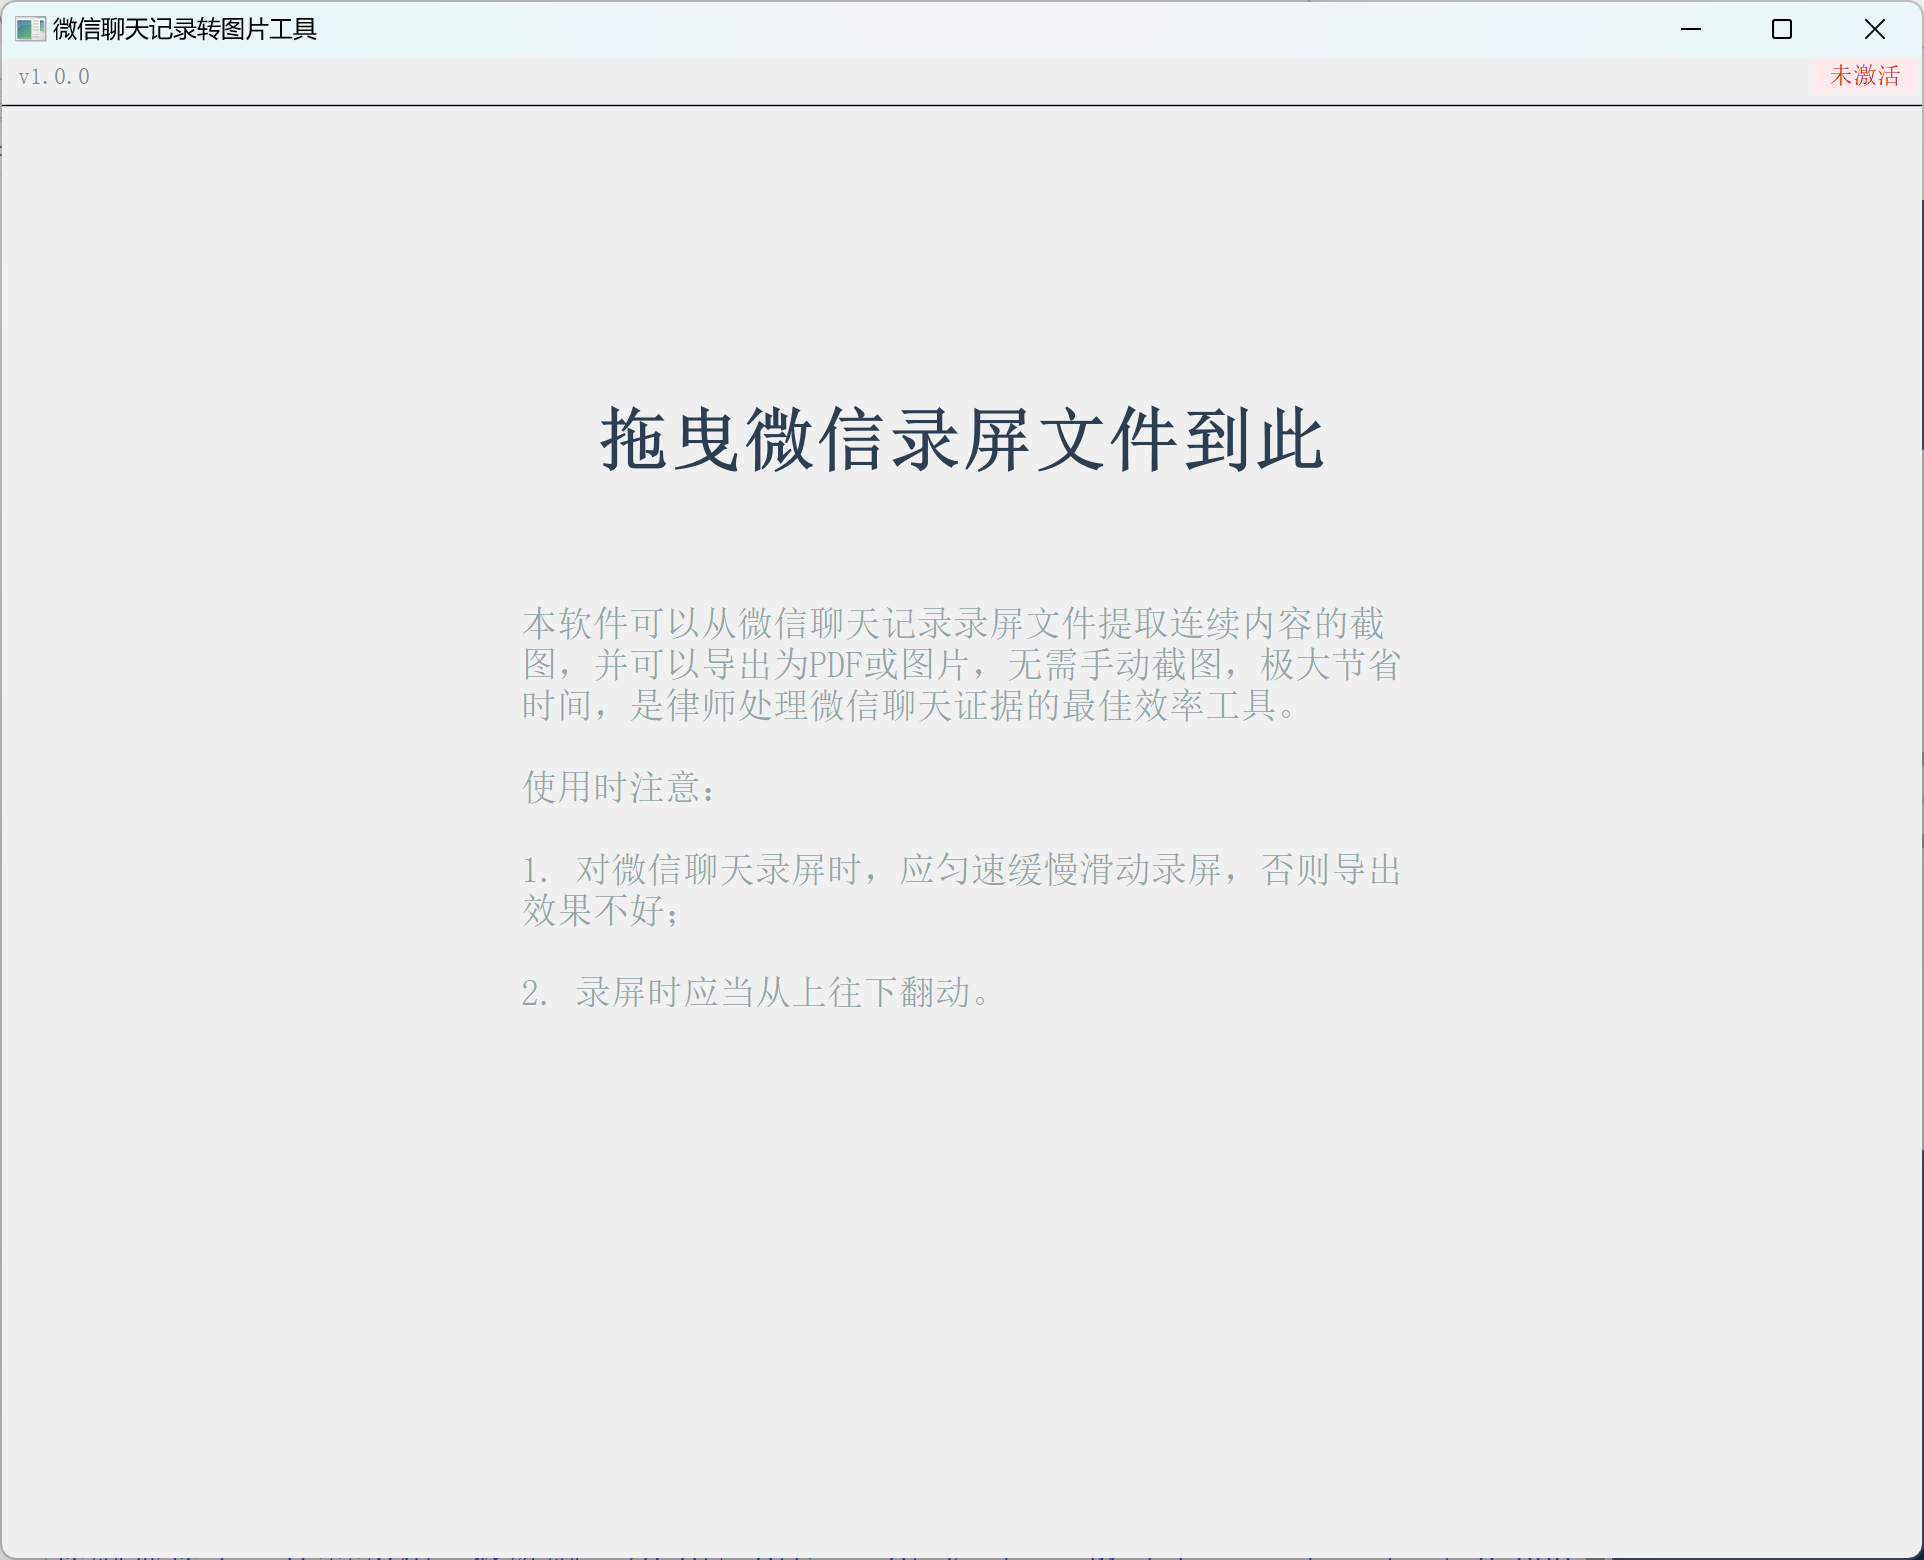 微信聊天记录转图片工具
v1.0.0
未激活
拖曳微信录屏文件到此
本软件可以从微信聊天记录录屏文件提取连续内容的截
图，并可以导出为PDF或图片，无需手动截图，极大节省
时间，是律师处理微信聊天证据的最佳效率工具。
使用时注意：
1. 对微信聊天录屏时，应匀速缓慢滑动录屏，否则导出
效果不好；
2. 录屏时应当从上往下翻动。